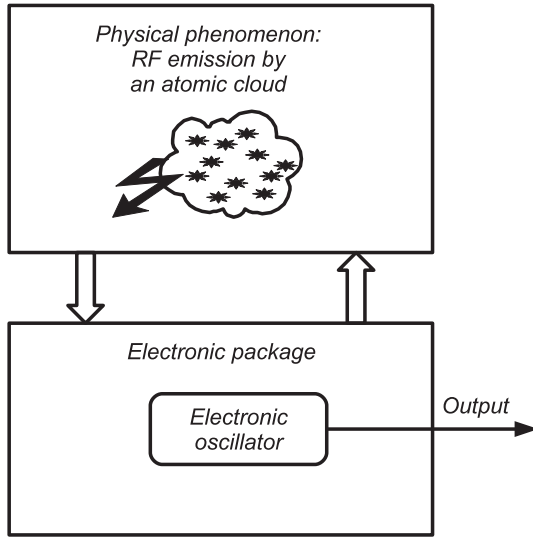 Physical phenomenon:
RF emission by
an atomic cloud
Electronic package
Electronic
oscillator
Output